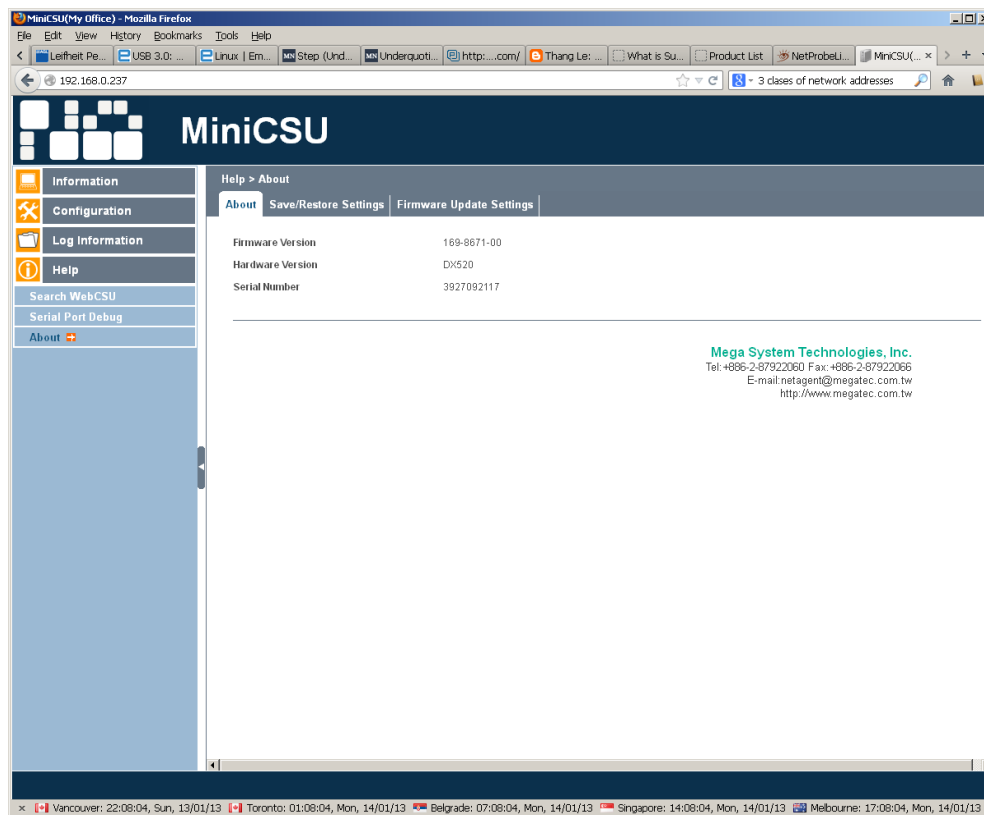 MiniCSU(My Office) - Mozilla Firefox
File Edit View History Bookmarks Tools Help
Leifheit Pe... USB 3.0: ... Linux | Em... Step (Und... Underquoti... http:...com/ Thang Le: ... What is Su... Product List NetProbeLi... MiniCSU(...
192.168.0.237
3 clases of network addresses
MiniCSU
Information
Configuration
Log Information
Help
Search WebCSU
Serial Port Debug
About
Help > About
About Save/Restore Settings Firmware Update Settings
Firmware Version 169-8671-00
Hardware Version DX520
Serial Number 3927092117
Mega System Technologies, Inc.
Tel:+886-2-87922060 Fax:+886-2-87922066
E-mail:netagent@megatec.com.tw
http://www.megatec.com.tw
Vancouver: 22:08:04, Sun, 13/01/13 Toronto: 01:08:04, Mon, 14/01/13 Belgrade: 07:08:04, Mon, 14/01/13 Singapore: 14:08:04, Mon, 14/01/13 Melbourne: 17:08:04, Mon, 14/01/13